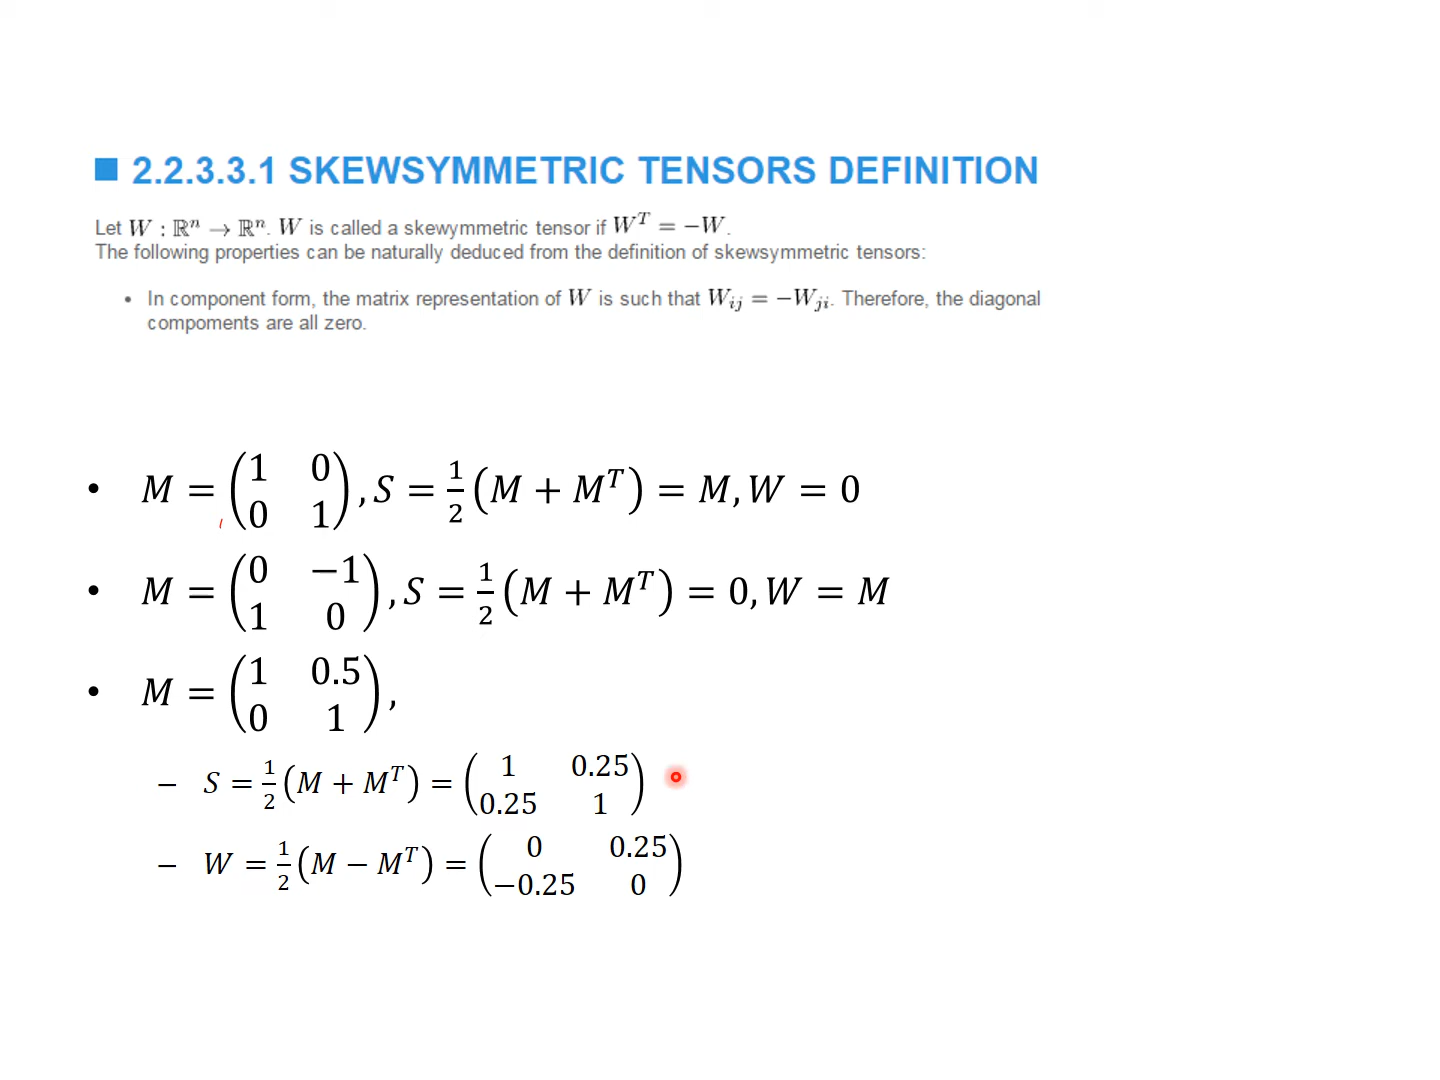 ■ 2.2.3.3.1 SKEWSYMMETRIC TENSORS DEFINITION
Let W : ℝⁿ → ℝⁿ. W is called a skewymmetric tensor if Wᵀ = −W.
The following properties can be naturally deduced from the definition of skewsymmetric tensors:
• In component form, the matrix representation of W is such that W_ij = −W_ji. Therefore, the diagonal
components are all zero.
• M = (1 0; 0 1), S = 1/2 (M + Mᵀ) = M, W = 0
• M = (0 −1; 1 0), S = 1/2 (M + Mᵀ) = 0, W = M
• M = (1 0.5; 0 1),
– S = 1/2 (M + Mᵀ) = (1 0.25; 0.25 1)
– W = 1/2 (M − Mᵀ) = (0 0.25; −0.25 0)